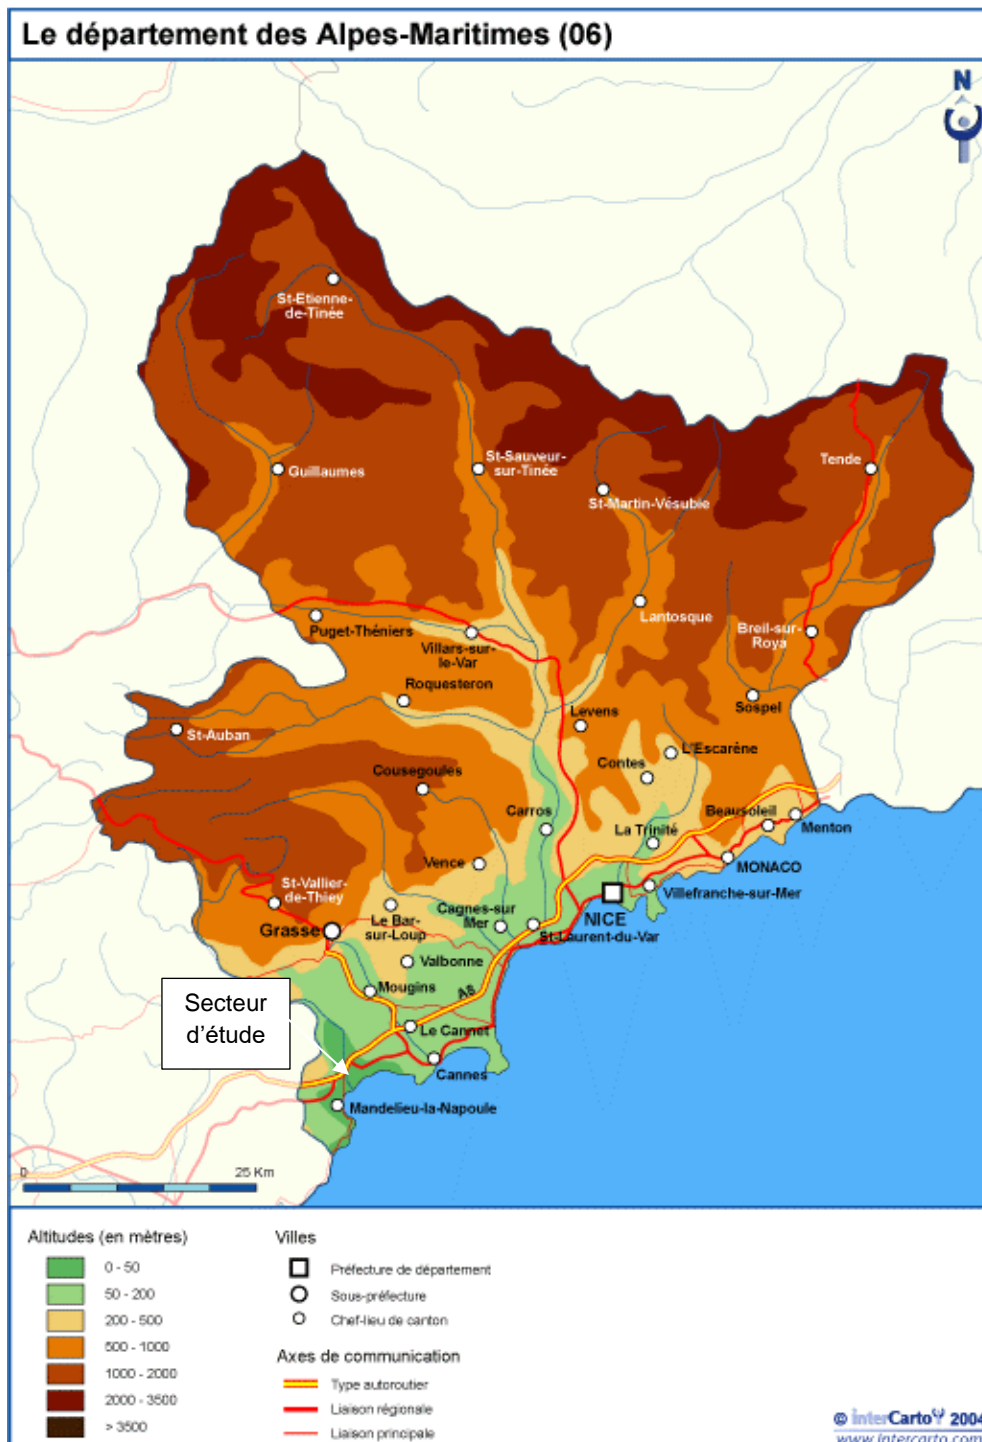 Le département des Alpes-Maritimes (06)
N
St-Etienne-
de-Tinée
Guillaumes
St-Sauveur-
sur-Tinée
St-Martin-Vésubie
Tende
Lantosque
Breil-sur-
Roya
Puget-Théniers
Villars-sur-
le-Var
Roquesteron
Sospel
Levens
St-Auban
L'Escarène
Contes
Cousegoules
Carros
Beausoleil
La Trinité
Menton
MONACO
Vence
Villefranche-sur-Mer
St-Vallier-
de-Thiey
Le Bar-
sur-Loup
Cagnes-sur
Mer
NICE
Grasse
St-Laurent-du-Var
Valbonne
Mougins
A8
Secteur
d'étude
Le Cannet
Cannes
Mandelieu-la-Napoule
0
25 Km
Altitudes (en mètres)
0 - 50
50 - 200
200 - 500
500 - 1000
1000 - 2000
2000 - 3500
> 3500
Villes
Préfecture de département
Sous-préfecture
Chef-lieu de canton
Axes de communication
Type autoroutier
Liaison régionale
Liaison principale
© interCarto 2004
www.intercarto.com